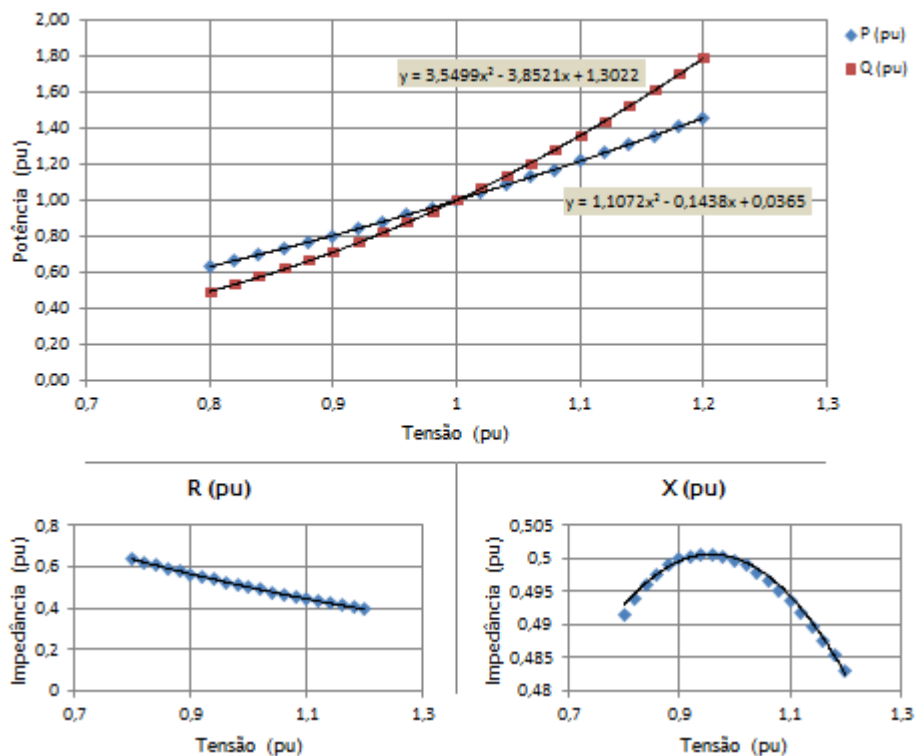 2,00
1,80
1,60
1,40
1,20
1,00
0,80
0,60
0,40
0,20
0,00
Potência (pu)
y = 3,5499x² - 3,8521x + 1,3022
y = 1,1072x² - 0,1438x + 0,0365
P (pu)
Q (pu)
0,7 0,8 0,9 1 1,1 1,2 1,3
Tensão (pu)
R (pu)
0,8
0,6
0,4
0,2
0
Impedância (pu)
0,7 0,9 1,1 1,3
Tensão (pu)
X (pu)
0,505
0,5
0,495
0,49
0,485
0,48
Impedância (pu)
0,7 0,9 1,1 1,3
Tensão (pu)